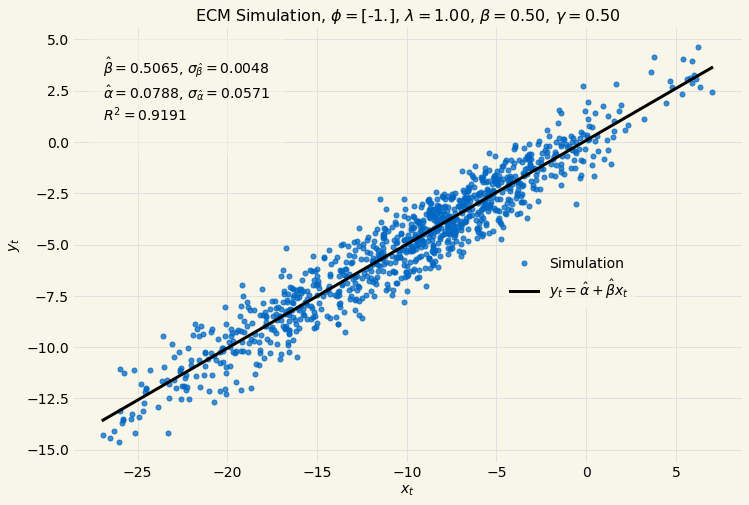 ECM Simulation, ϕ = [-1.], λ = 1.00, β = 0.50, γ = 0.50
β̂ = 0.5065, σ_β̂ = 0.0048
α̂ = 0.0788, σ_α̂ = 0.0571
R² = 0.9191
5.0
2.5
0.0
−2.5
−5.0
−7.5
−10.0
−12.5
−15.0
y_t
Simulation
y_t = α̂ + β̂x_t
−25 −20 −15 −10 −5 0 5
x_t